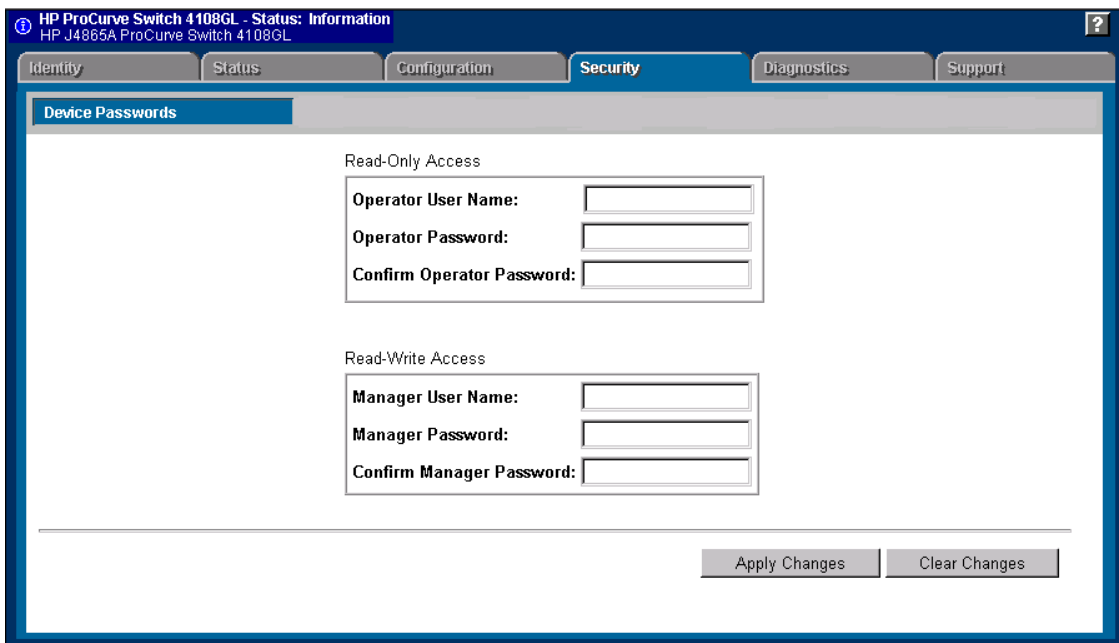 HP ProCurve Switch 4108GL - Status: Information
HP J4865A ProCurve Switch 4108GL
?
Identity
Status
Configuration
Security
Diagnostics
Support
Device Passwords
Read-Only Access
Operator User Name:
Operator Password:
Confirm Operator Password:
Read-Write Access
Manager User Name:
Manager Password:
Confirm Manager Password:
Apply Changes
Clear Changes